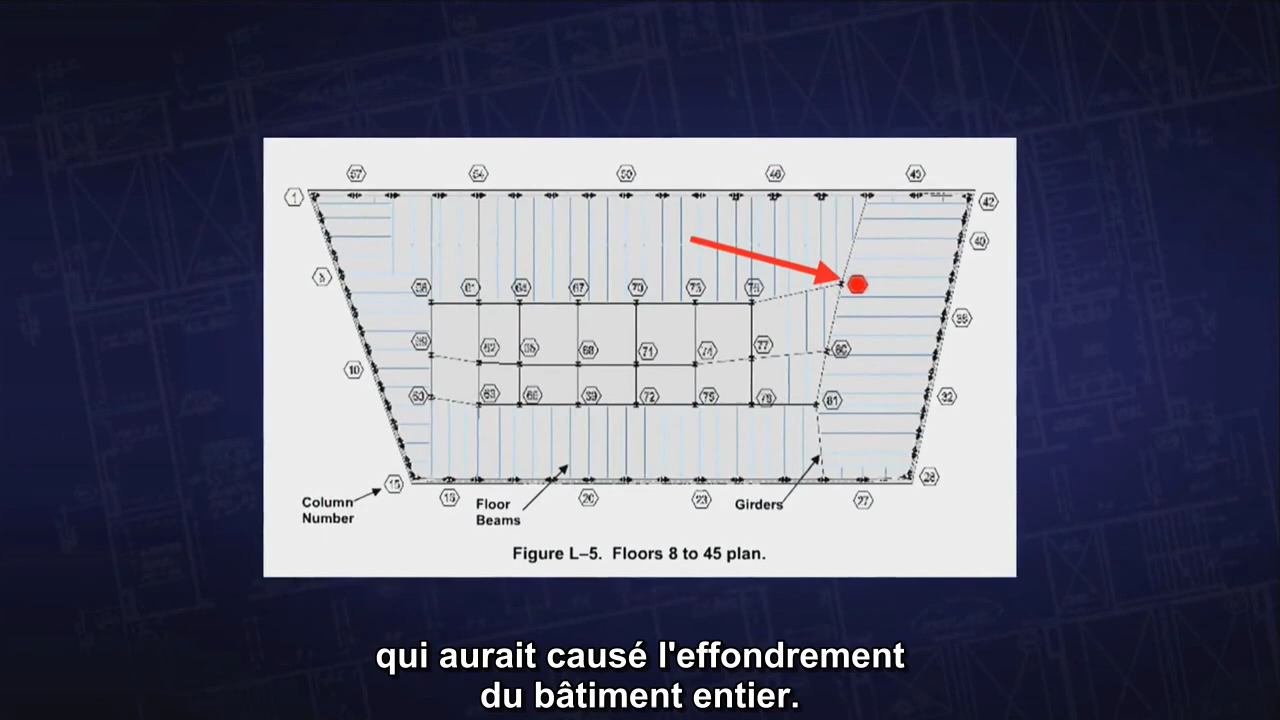 57 54 50 46 43
1 42
40
5
58 61 64 67 70 73 76
38
59 62 65 68 71 74 77 80
10
60 63 66 69 72 75 78 81 32
15 16 20 23 27 28
Column
Number
Floor
Beams
Girders
Figure L–5. Floors 8 to 45 plan.
qui aurait causé l'effondrement
du bâtiment entier.